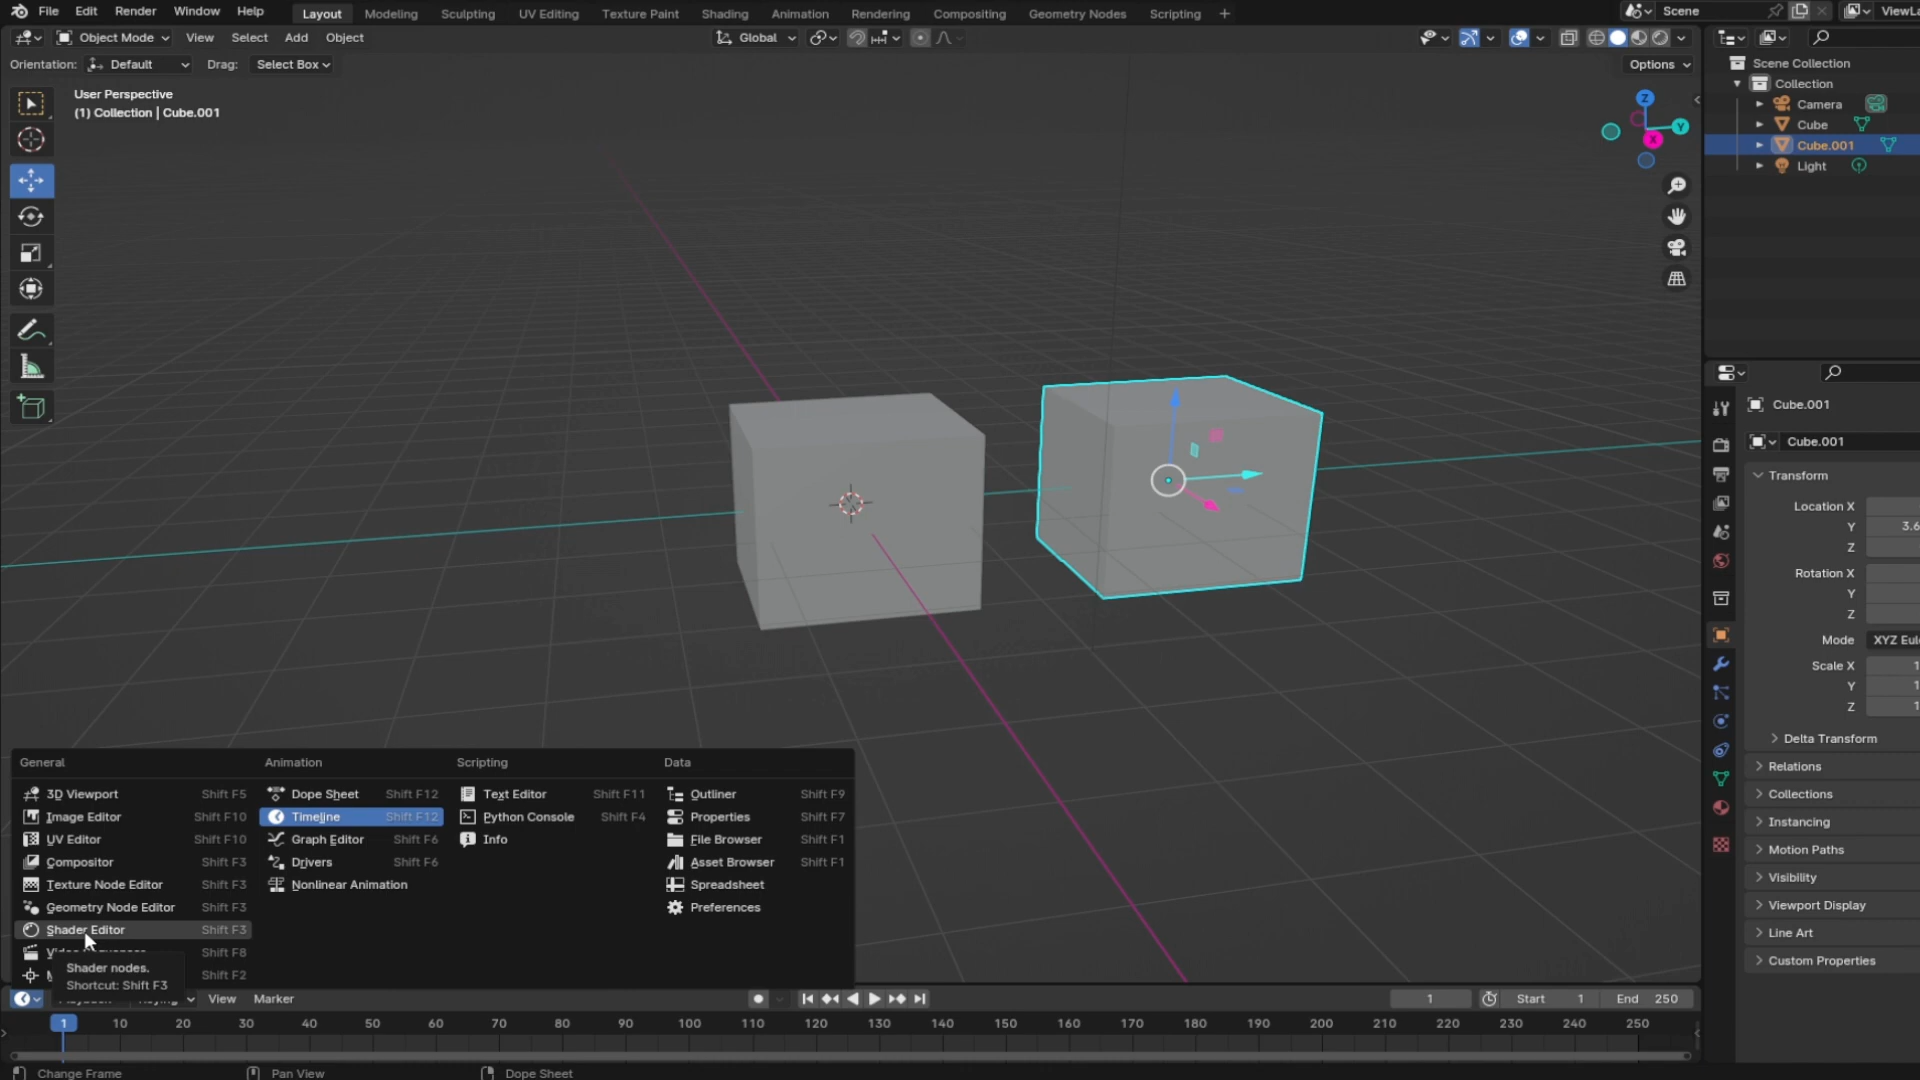 File Edit Render Window Help Layout Modeling Sculpting UV Editing Texture Paint Shading Animation Rendering Compositing Geometry Nodes Scripting + Scene
Object Mode View Select Add Object Global
Orientation: Default Drag: Select Box Options
User Perspective
(1) Collection | Cube.001
Z
Y
X
Scene Collection
Collection
Camera
Cube
Cube.001
Light
Cube.001
Cube.001
Transform
Location X
Y 3.6
Z
Rotation X
Y
Z
Mode XYZ Eul
Scale X 1
Y 1
Z 1
Delta Transform
Relations
Collections
Instancing
Motion Paths
Visibility
Viewport Display
Line Art
Custom Properties
General
3D Viewport Shift F5
Image Editor Shift F10
UV Editor Shift F10
Compositor Shift F3
Texture Node Editor Shift F3
Geometry Node Editor Shift F3
Shader Editor Shift F3
Shift F8
Shift F2
Animation
Dope Sheet Shift F12
Timeline Shift F12
Graph Editor Shift F6
Drivers Shift F6
Nonlinear Animation
Scripting
Text Editor Shift F11
Python Console Shift F4
Info
Data
Outliner Shift F9
Properties Shift F7
File Browser Shift F1
Asset Browser Shift F1
Spreadsheet
Preferences
Shader nodes.
Shortcut: Shift F3
View Marker 1 Start 1 End 250
1 10 20 30 40 50 60 70 80 90 100 110 120 130 140 150 160 170 180 190 200 210 220 230 240 250
Change Frame Pan View Dope Sheet